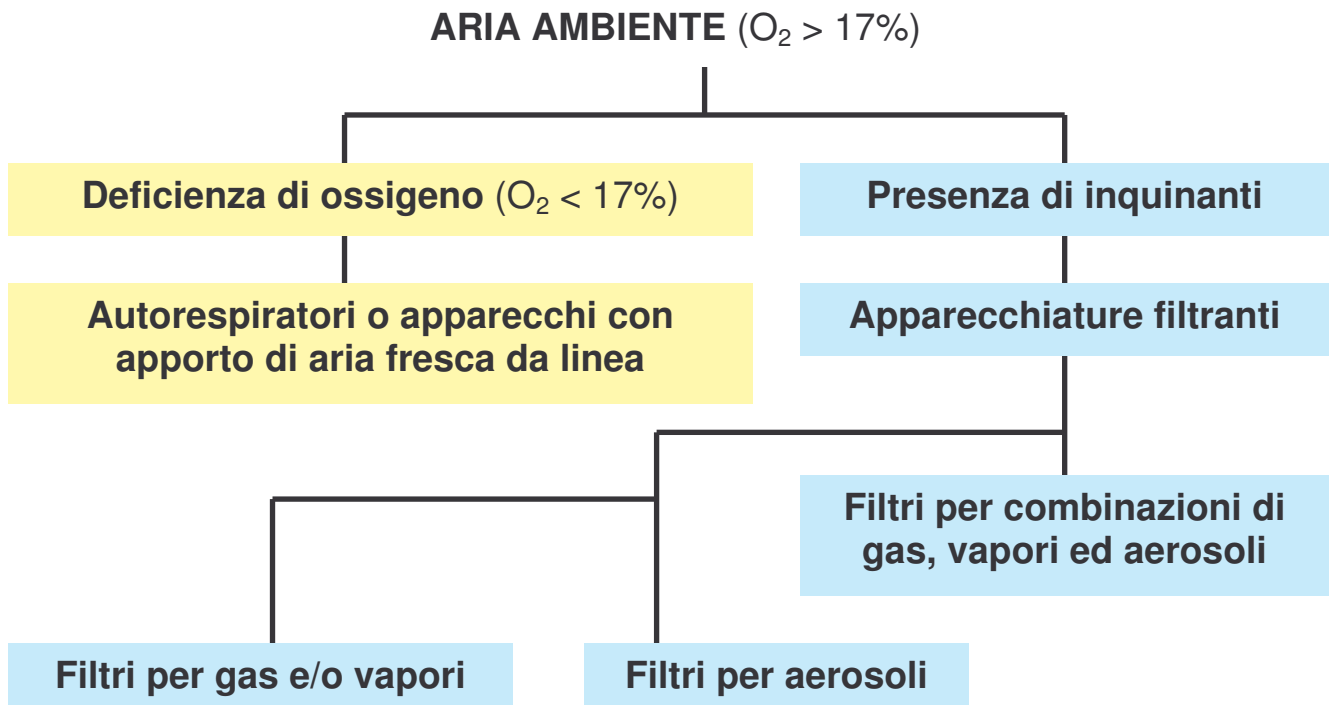 ARIA AMBIENTE (O₂ > 17%)
Deficienza di ossigeno (O₂ < 17%)
Presenza di inquinanti
Autorespiratori o apparecchi con
apporto di aria fresca da linea
Apparecchiature filtranti
Filtri per combinazioni di
gas, vapori ed aerosoli
Filtri per gas e/o vapori
Filtri per aerosoli